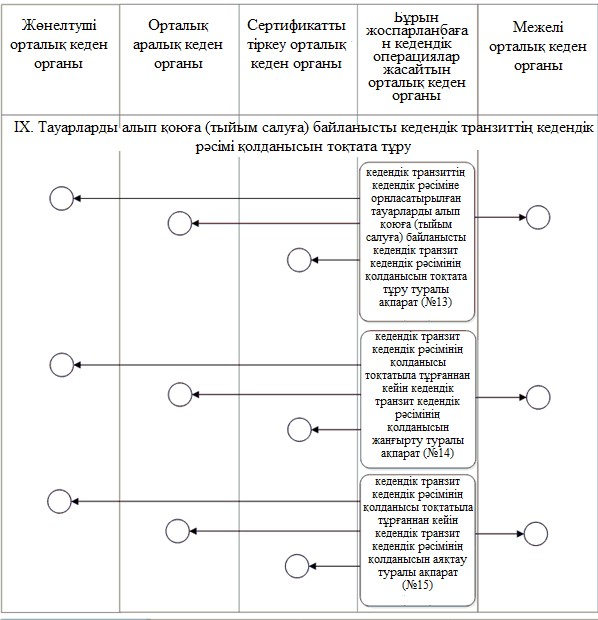 Жөнелтуші
орталық кеден
органы
Орталық
аралық кеден
органы
Сертификатты
тіркеу орталық
кеден органы
Бұрын
жоспарланбаға
н кедендік
операциялар
жасайтын
орталық кеден
органы
Межелі
орталық кеден
органы
IX. Тауарларды алып қоюға (тыйым салуға) байланысты кедендік транзиттің кедендік
рәсімі қолданысын тоқтата тұру
кедендік транзиттің
кедендік рәсіміне
орнласатырылған
тауарларды алып
қоюға (тыйым
салуға) байланысты
кедендік транзит
кедендік рәсімінің
қолданысын тоқтата
тұру туралы
ақпарат (№13)
кедендік транзит
кедендік рәсімінің
қолданысы
тоқтатыла тұрғаннан
кейін кедендік
транзит кедендік
рәсімінің
қолданысын
жаңғырту туралы
ақпарат (№14)
кедендік транзит
кедендік рәсімінің
қолданысы тоқтатыла
тұрғаннан кейін
кедендік транзит
кедендік рәсімінің
қолданысын аяқтау
туралы ақпарат
(№15)